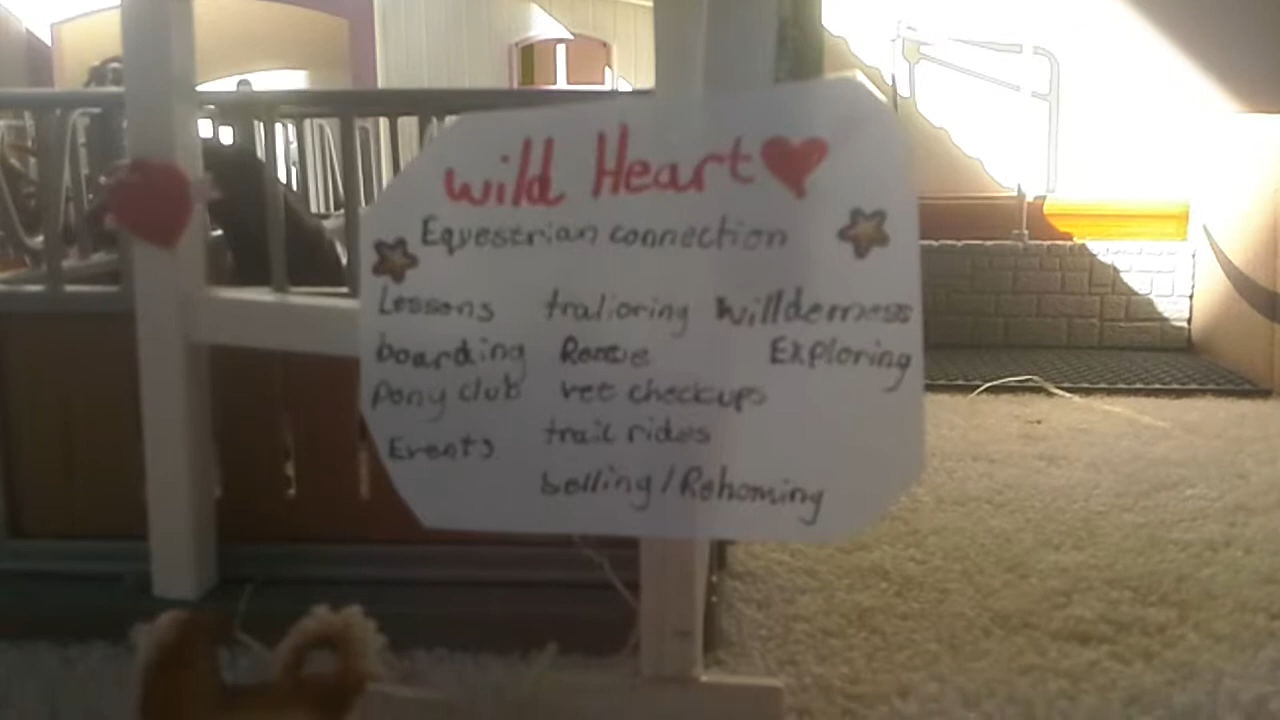 wild Heart
Equestrian connection
Lessons tralioring willderness
boarding Rescue Exploring
Pony club vet checkups
Events trail rides
selling/Rehoming